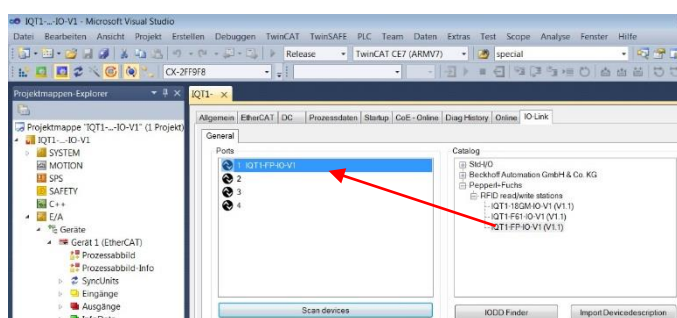 IQT1-...-IO-V1 - Microsoft Visual Studio
Datei Bearbeiten Ansicht Projekt Erstellen Debuggen TwinCAT TwinSAFE PLC Team Daten Extras Test Scope Analyse Fenster Hilfe
Release TwinCAT CE7 (ARMV7) special
CX-2FF9F8
Projektmappen-Explorer
IQT1-
Allgemein EtherCAT DC Prozessdaten Startup CoE - Online Diag History Online IO-Link
General
Projektmappe "IQT1-...-IO-V1" (1 Projekt)
IQT1-...-IO-V1
SYSTEM
MOTION
SPS
SAFETY
C++
E/A
Geräte
Gerät 1 (EtherCAT)
Prozessabbild
Prozessabbild-Info
SyncUnits
Eingänge
Ausgänge
InfoData
Ports
1 IQT1-FP-IO-V1
2
3
4
Scan devices
Catalog
Std-I/O
Beckhoff Automation GmbH & Co. KG
Pepperl+Fuchs
RFID read/write stations
IQT1-18GM-IO-V1 (V1.1)
IQT1-F61-IO-V1 (V1.1)
IQT1-FP-IO-V1 (V1.1)
IODD Finder
Import Devicedescription